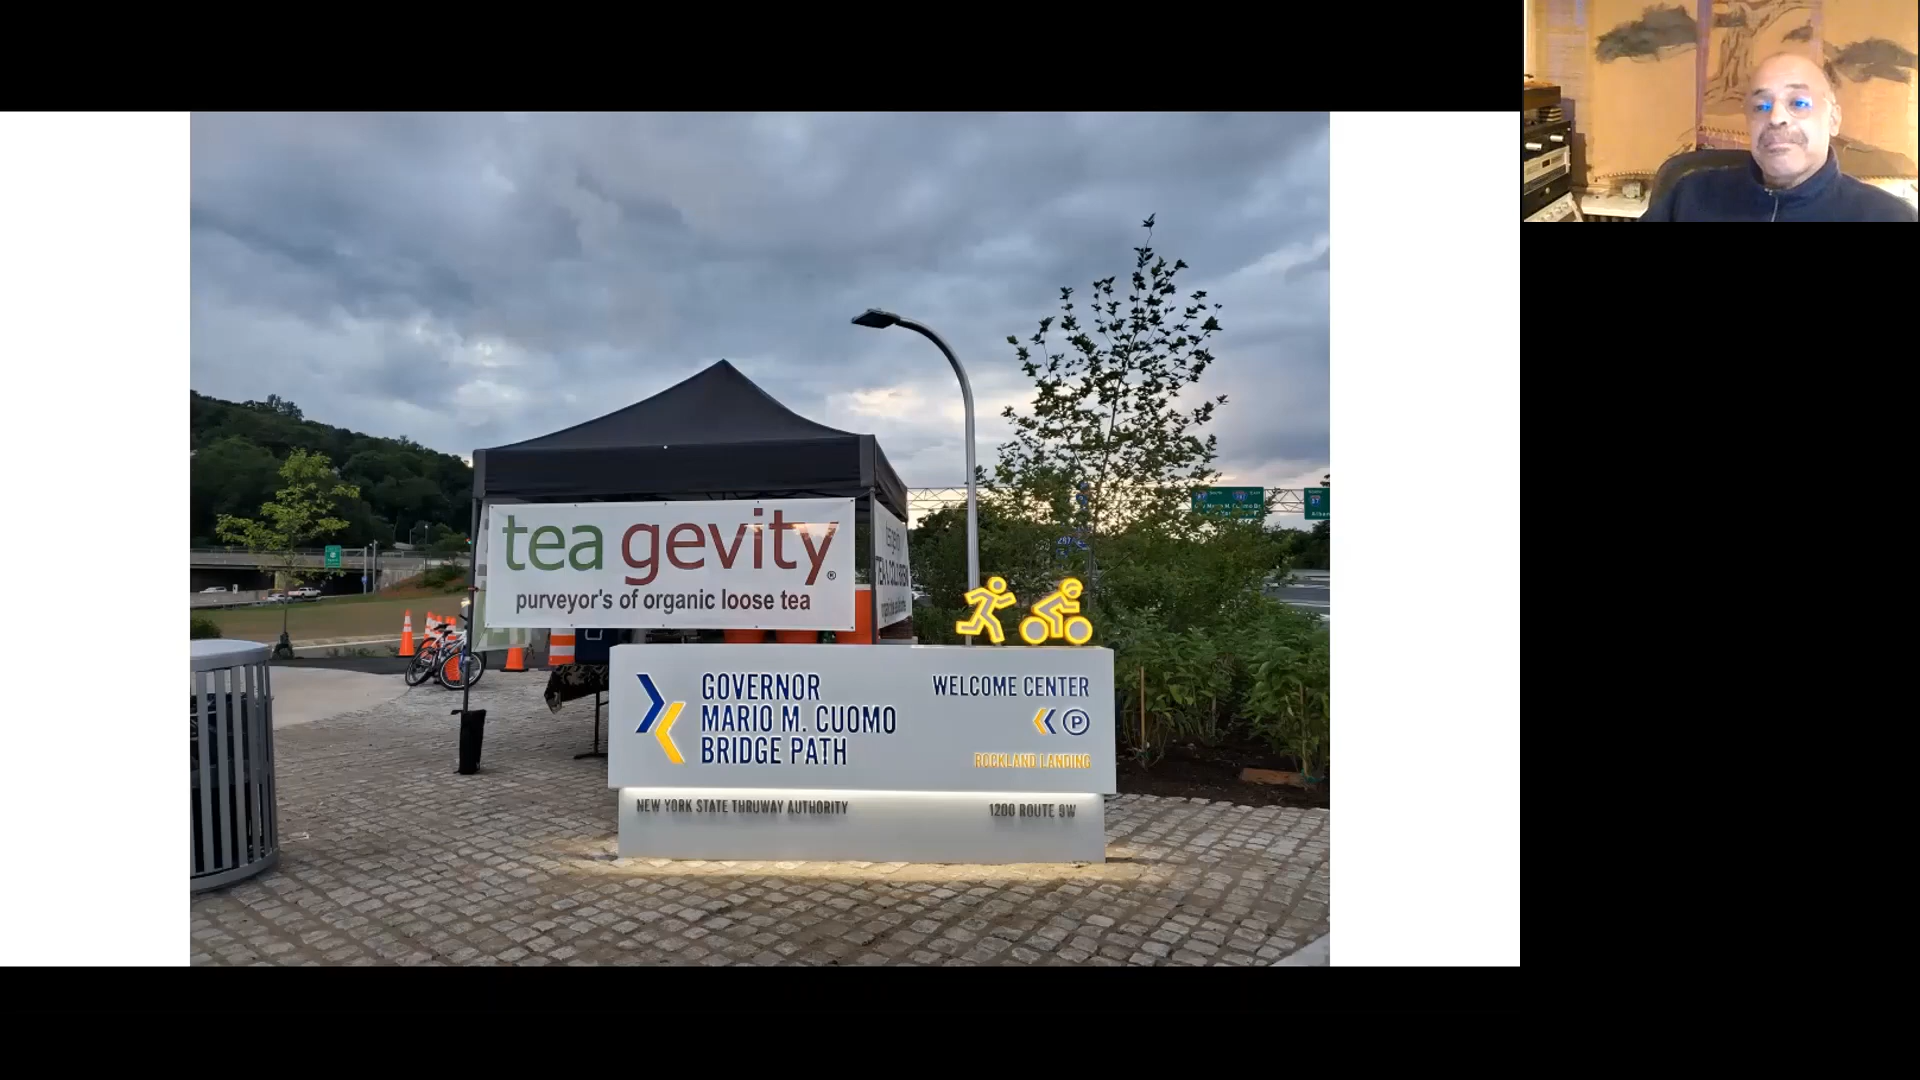 tea gevity®
purveyor's of organic loose tea
GOVERNOR
MARIO M. CUOMO
BRIDGE PATH
WELCOME CENTER
P
ROCKLAND LANDING
NEW YORK STATE THRUWAY AUTHORITY
1200 ROUTE 9W